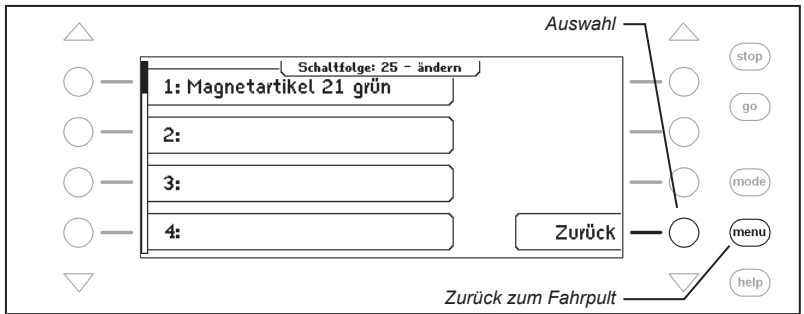 Auswahl
stop
Schaltfolge: 25 - ändern
1: Magnetartikel 21 grün
go
2:
3:
mode
4:
Zurück
menu
help
Zurück zum Fahrpult